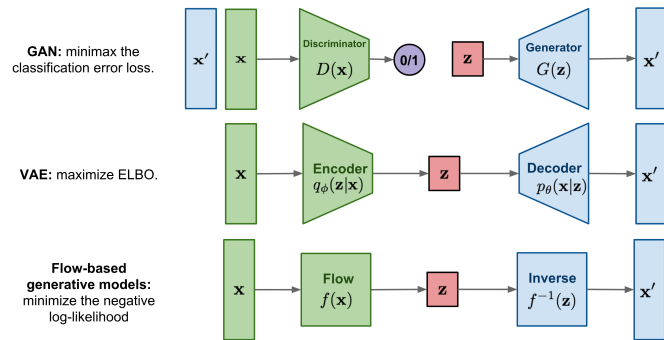 GAN: minimax the
classification error loss.
x′
x
Discriminator
D(x)
0/1
z
Generator
G(z)
x′
VAE: maximize ELBO.
x
Encoder
qϕ(z|x)
z
Decoder
pθ(x|z)
x′
Flow-based
generative models:
minimize the negative
log-likelihood
x
Flow
f(x)
z
Inverse
f⁻¹(z)
x′